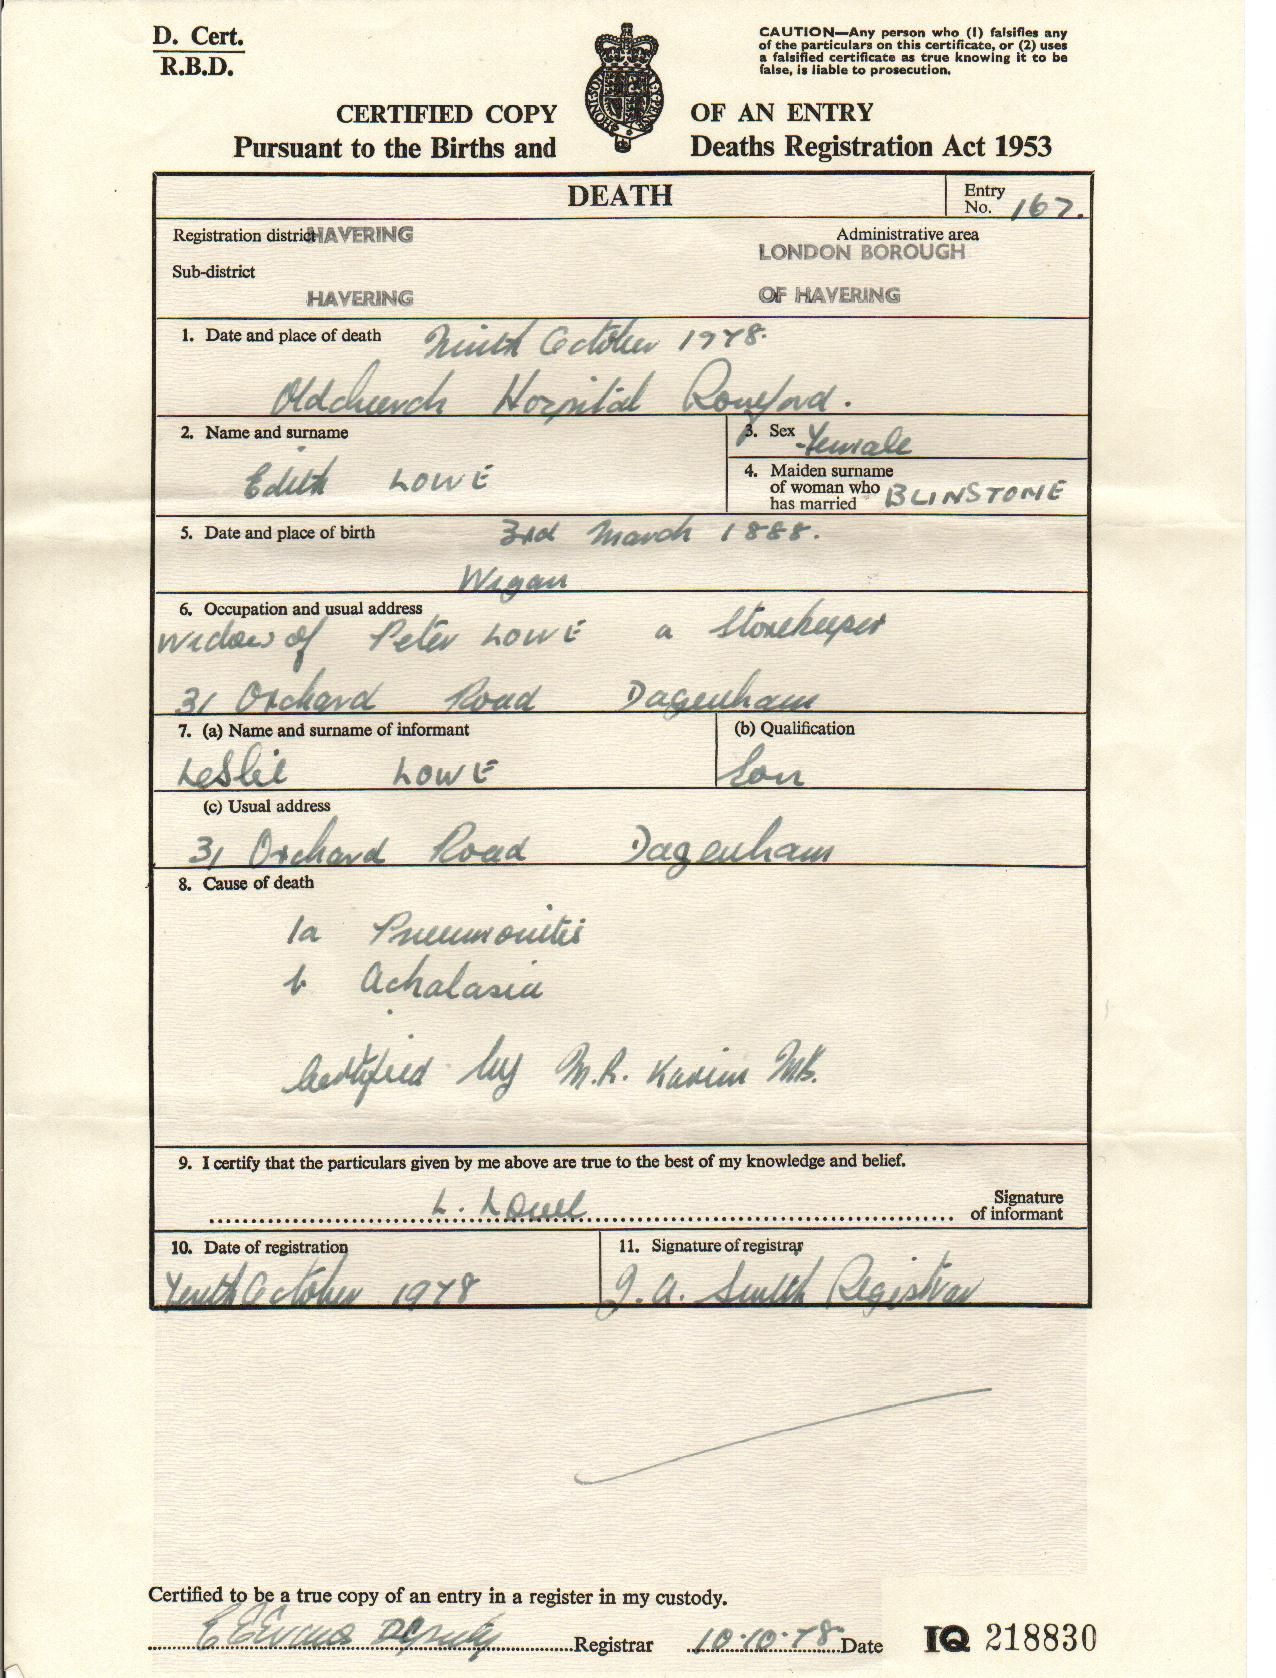 D. Cert.
R.B.D.
CAUTION—Any person who (1) falsifies any
of the particulars on this certificate, or (2) uses
a falsified certificate as true knowing it to be
false, is liable to prosecution.
CERTIFIED COPY OF AN ENTRY
Pursuant to the Births and Deaths Registration Act 1953
DEATH
Entry
No. 167.
Registration district HAVERING
Administrative area
LONDON BOROUGH
Sub-district
HAVERING
OF HAVERING
1. Date and place of death Ninth October 1978.
Oldchurch Hospital Romford.
2. Name and surname
Edith LOWE
3. Sex Female
4. Maiden surname
of woman who
has married BLINSTONE
5. Date and place of birth 3rd March 1888.
Wigan
6. Occupation and usual address
Widow of Peter LOWE a Storekeeper
31 Orchard Road Dagenham
7. (a) Name and surname of informant
Leslie LOWE
(b) Qualification
Son
(c) Usual address
31 Orchard Road Dagenham
8. Cause of death
1a Pneumonitis
b Achalasia
Certified by M.R. Karim MB.
9. I certify that the particulars given by me above are true to the best of my knowledge and belief.
L. Lowe
Signature
of informant
10. Date of registration
Tenth October 1978
11. Signature of registrar
J. A. Smith Registrar
Certified to be a true copy of an entry in a register in my custody.
E Evans Deputy Registrar 10.10.78 Date IQ 218830